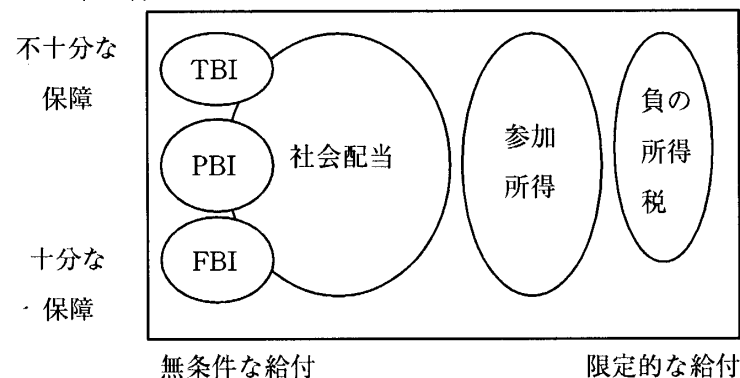 不十分な
保障
TBI
PBI
FBI
社会配当
参加
所得
負の
所得
税
十分な
保障
無条件な給付
限定的な給付